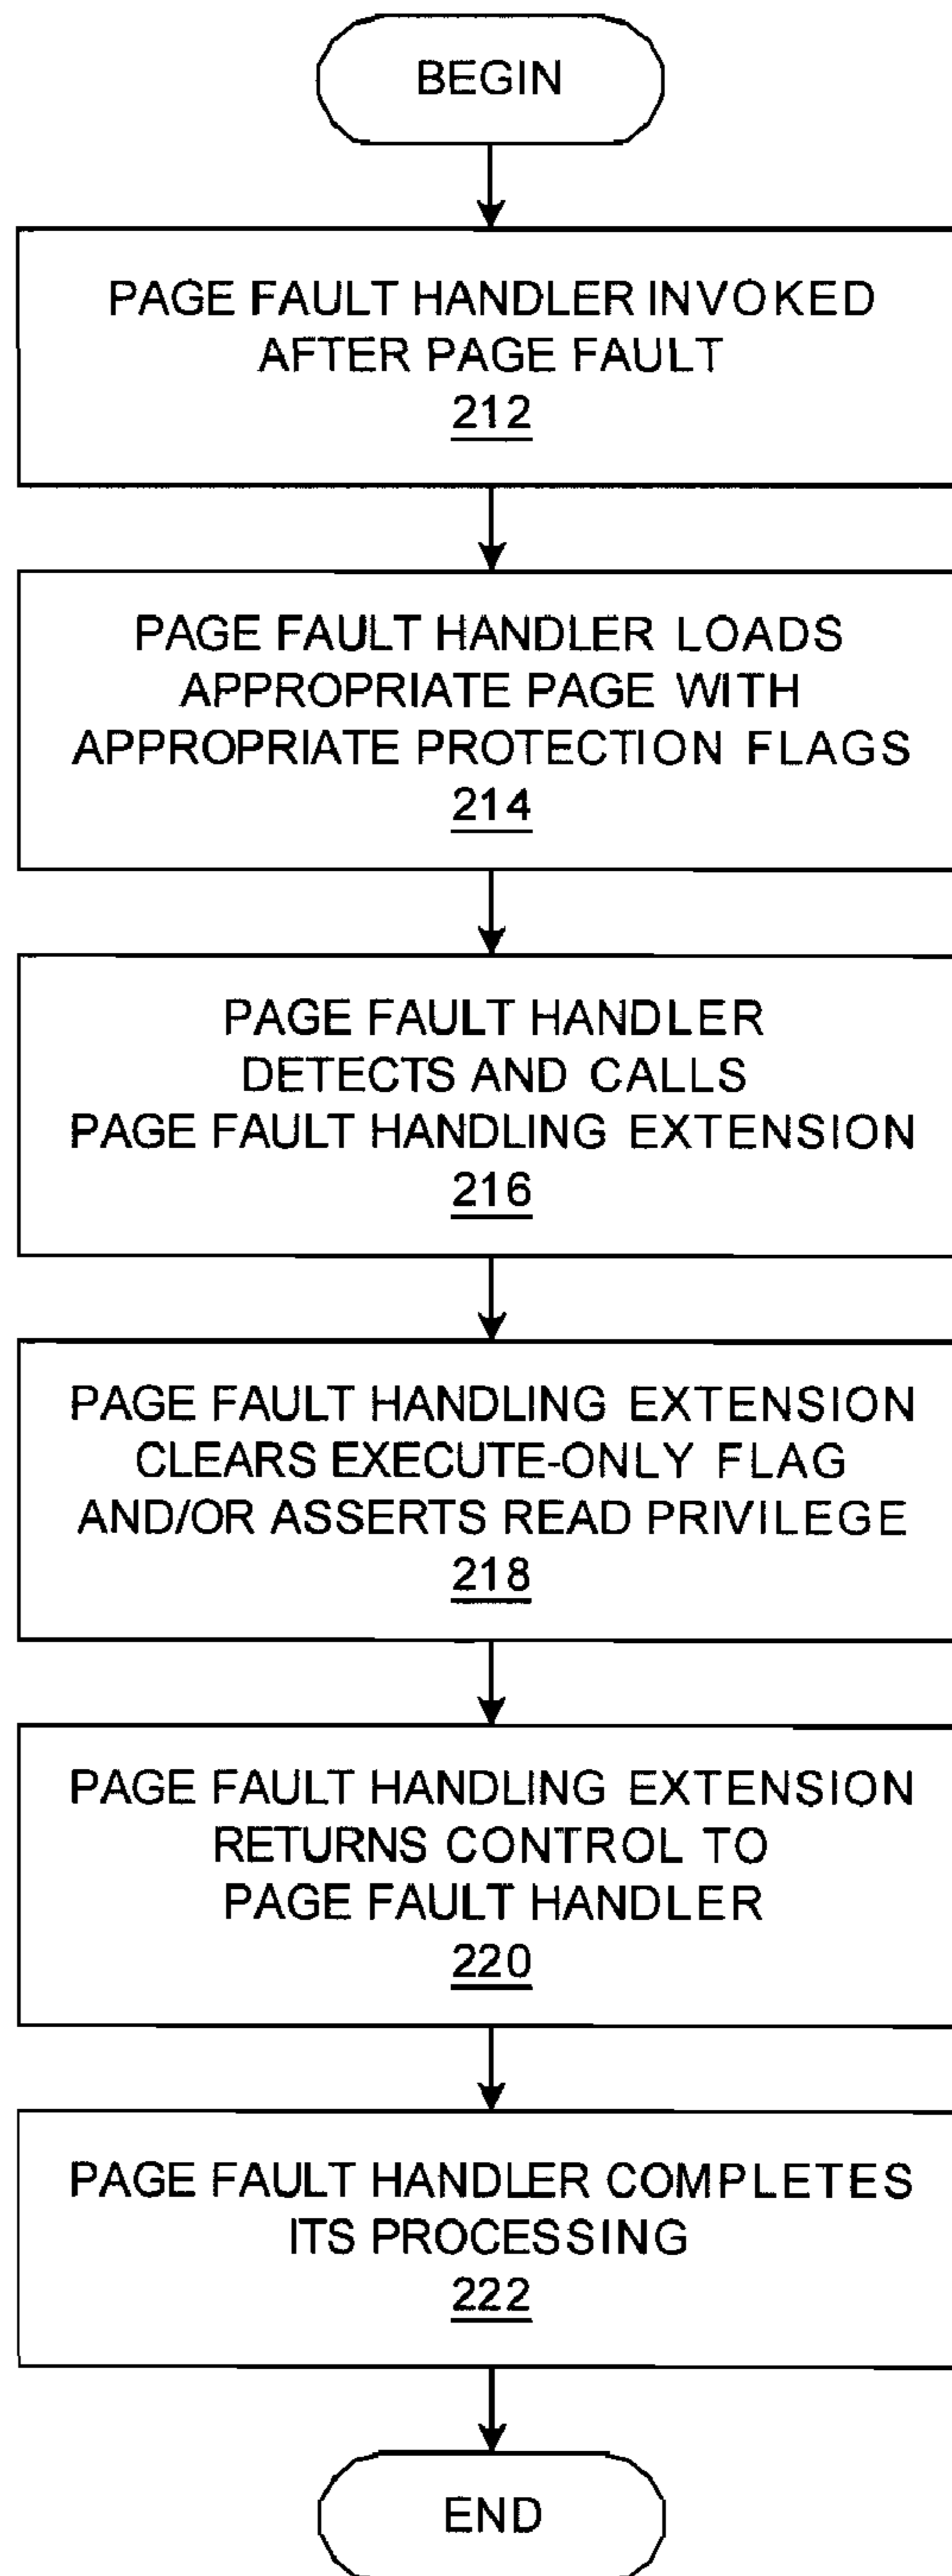 BEGIN
PAGE FAULT HANDLER INVOKED
AFTER PAGE FAULT
212
PAGE FAULT HANDLER LOADS
APPROPRIATE PAGE WITH
APPROPRIATE PROTECTION FLAGS
214
PAGE FAULT HANDLER
DETECTS AND CALLS
PAGE FAULT HANDLING EXTENSION
216
PAGE FAULT HANDLING EXTENSION
CLEARS EXECUTE-ONLY FLAG
AND/OR ASSERTS READ PRIVILEGE
218
PAGE FAULT HANDLING EXTENSION
RETURNS CONTROL TO
PAGE FAULT HANDLER
220
PAGE FAULT HANDLER COMPLETES
ITS PROCESSING
222
END